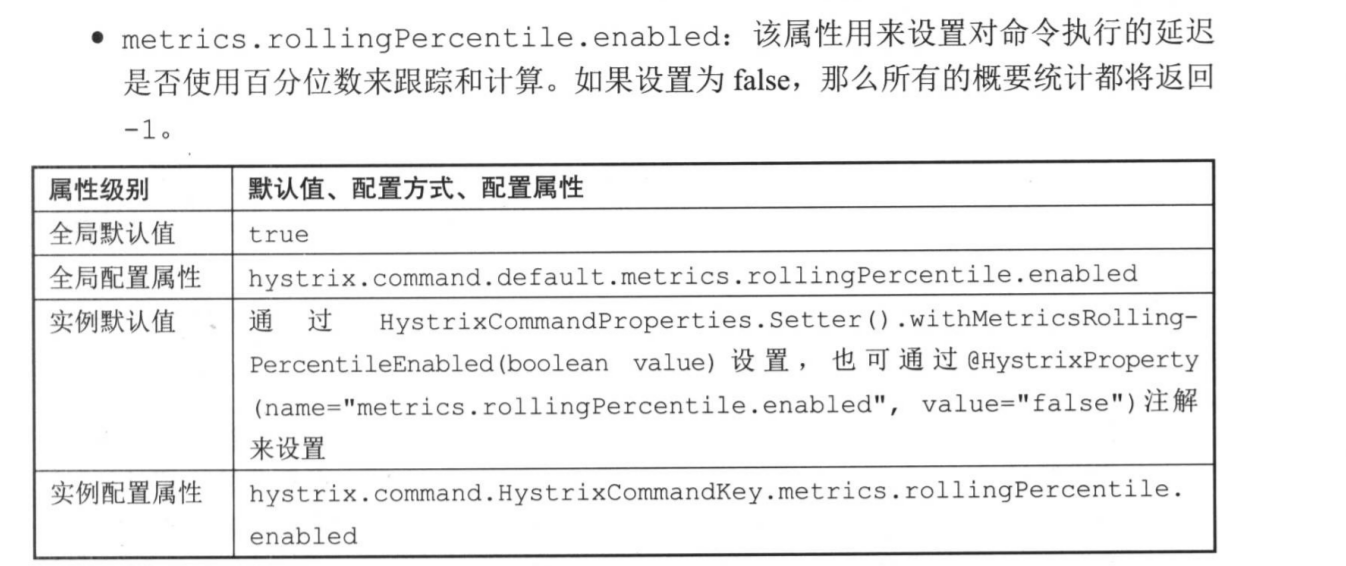 • metrics.rollingPercentile.enabled：该属性用来设置对命令执行的延迟
是否使用百分位数来跟踪和计算。如果设置为 false，那么所有的概要统计都将返回
-1。
属性级别 默认值、配置方式、配置属性
全局默认值 true
全局配置属性 hystrix.command.default.metrics.rollingPercentile.enabled
实例默认值 通过 HystrixCommandProperties.Setter().withMetricsRolling-
PercentileEnabled(boolean value)设置，也可通过@HystrixProperty
(name="metrics.rollingPercentile.enabled", value="false")注解
来设置
实例配置属性 hystrix.command.HystrixCommandKey.metrics.rollingPercentile.
enabled